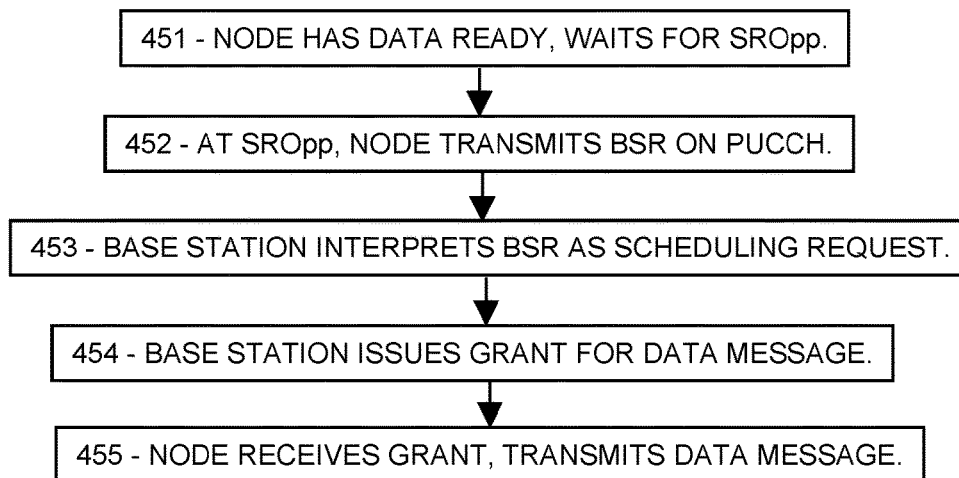 451 - NODE HAS DATA READY, WAITS FOR SROpp.
452 - AT SROpp, NODE TRANSMITS BSR ON PUCCH.
453 - BASE STATION INTERPRETS BSR AS SCHEDULING REQUEST.
454 - BASE STATION ISSUES GRANT FOR DATA MESSAGE.
455 - NODE RECEIVES GRANT, TRANSMITS DATA MESSAGE.